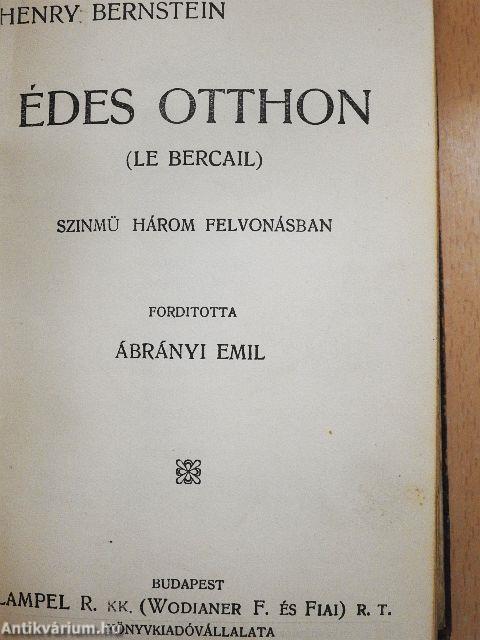 HENRY BERNSTEIN
ÉDES OTTHON
(LE BERCAIL)
SZINMÜ HÁROM FELVONÁSBAN
FORDITOTTA
ÁBRÁNYI EMIL
BUDAPEST
LAMPEL R. KK. (WODIANER F. ÉS FIAI) R. T.
KÖNYVKIADÓVÁLLALATA
Antikvárium.hu